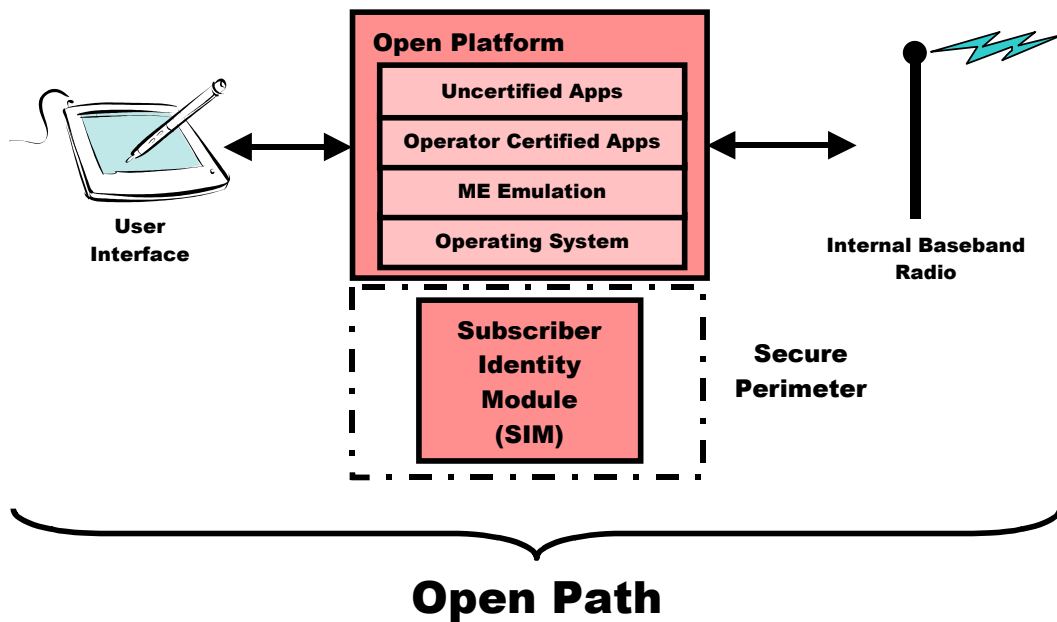 Open Platform
Uncertified Apps
Operator Certified Apps
ME Emulation
Operating System
User
Interface
Internal Baseband
Radio
Subscriber
Identity
Module
(SIM)
Secure
Perimeter
Open Path